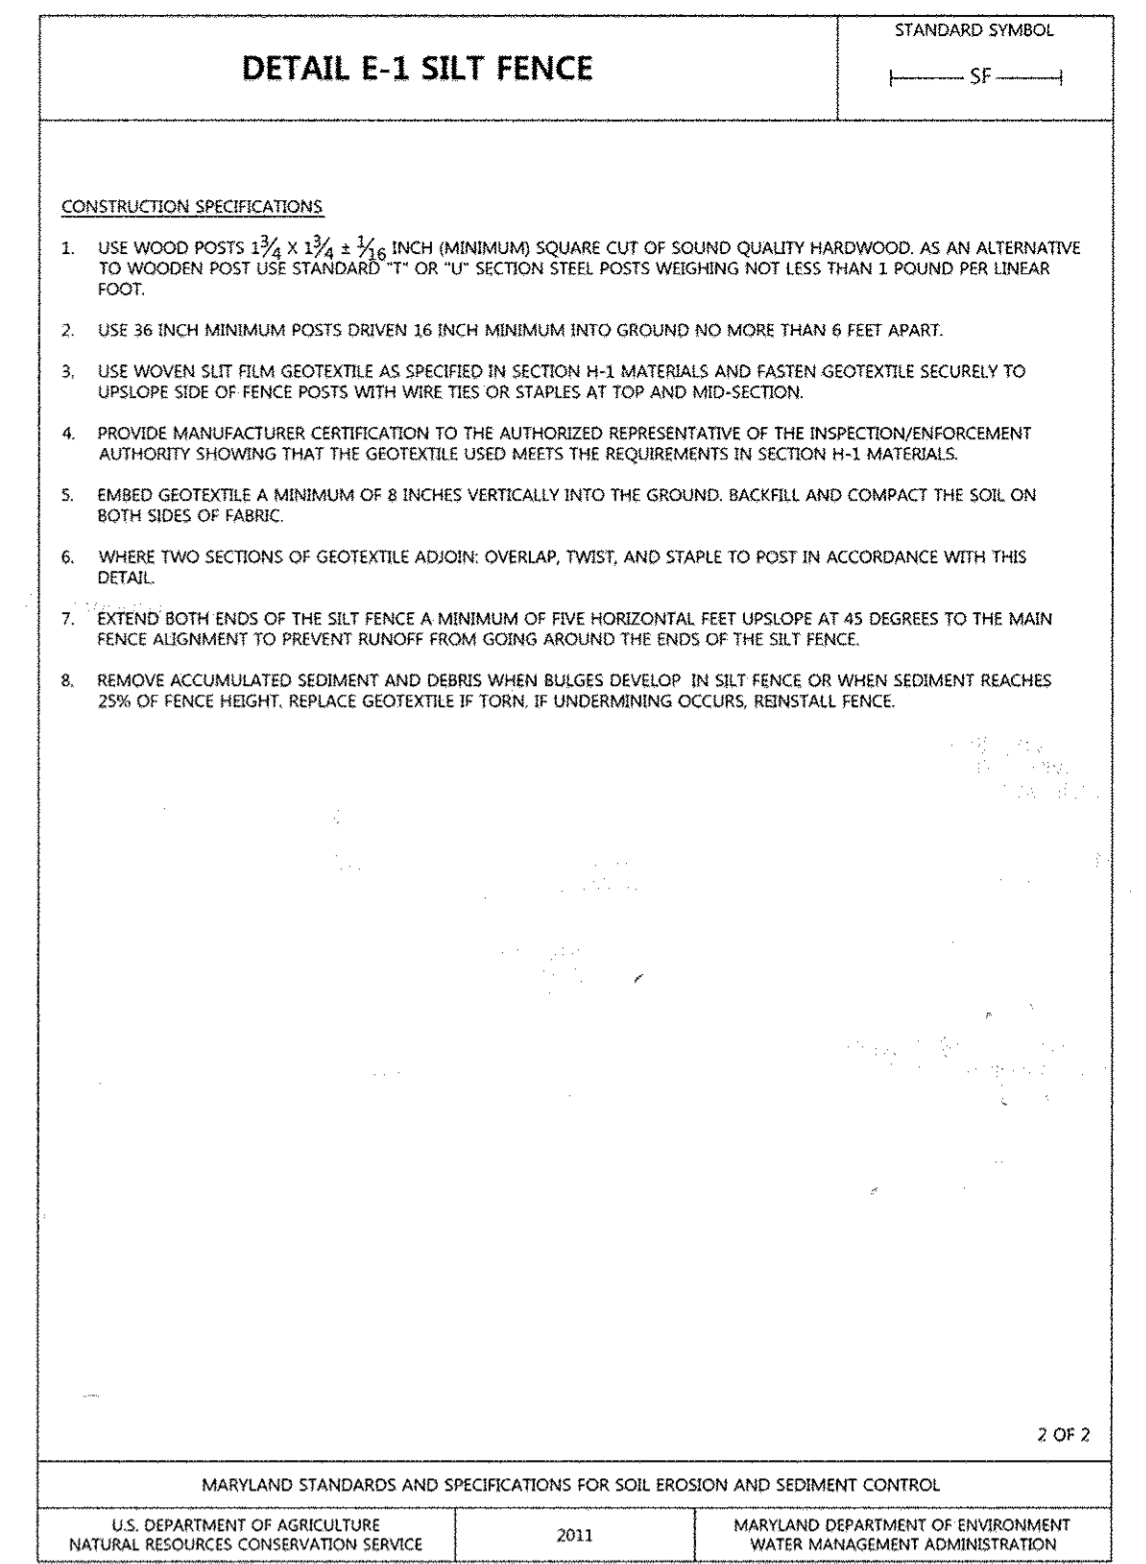 DETAIL E-1 SILT FENCE
STANDARD SYMBOL
SF
CONSTRUCTION SPECIFICATIONS
1. USE WOOD POSTS 1¾ X 1¾ ± 1/16 INCH (MINIMUM) SQUARE CUT OF SOUND QUALITY HARDWOOD. AS AN ALTERNATIVE
TO WOODEN POST USE STANDARD "T" OR "U" SECTION STEEL POSTS WEIGHING NOT LESS THAN 1 POUND PER LINEAR
FOOT.
2. USE 36 INCH MINIMUM POSTS DRIVEN 16 INCH MINIMUM INTO GROUND NO MORE THAN 6 FEET APART.
3. USE WOVEN SLIT FILM GEOTEXTILE AS SPECIFIED IN SECTION H-1 MATERIALS AND FASTEN GEOTEXTILE SECURELY TO
UPSLOPE SIDE OF FENCE POSTS WITH WIRE TIES OR STAPLES AT TOP AND MID-SECTION.
4. PROVIDE MANUFACTURER CERTIFICATION TO THE AUTHORIZED REPRESENTATIVE OF THE INSPECTION/ENFORCEMENT
AUTHORITY SHOWING THAT THE GEOTEXTILE USED MEETS THE REQUIREMENTS IN SECTION H-1 MATERIALS.
5. EMBED GEOTEXTILE A MINIMUM OF 8 INCHES VERTICALLY INTO THE GROUND. BACKFILL AND COMPACT THE SOIL ON
BOTH SIDES OF FABRIC.
6. WHERE TWO SECTIONS OF GEOTEXTILE ADJOIN: OVERLAP, TWIST, AND STAPLE TO POST IN ACCORDANCE WITH THIS
DETAIL.
7. EXTEND BOTH ENDS OF THE SILT FENCE A MINIMUM OF FIVE HORIZONTAL FEET UPSLOPE AT 45 DEGREES TO THE MAIN
FENCE ALIGNMENT TO PREVENT RUNOFF FROM GOING AROUND THE ENDS OF THE SILT FENCE.
8. REMOVE ACCUMULATED SEDIMENT AND DEBRIS WHEN BULGES DEVELOP IN SILT FENCE OR WHEN SEDIMENT REACHES
25% OF FENCE HEIGHT. REPLACE GEOTEXTILE IF TORN. IF UNDERMINING OCCURS, REINSTALL FENCE.
2 OF 2
MARYLAND STANDARDS AND SPECIFICATIONS FOR SOIL EROSION AND SEDIMENT CONTROL
U.S. DEPARTMENT OF AGRICULTURE
NATURAL RESOURCES CONSERVATION SERVICE
2011
MARYLAND DEPARTMENT OF ENVIRONMENT
WATER MANAGEMENT ADMINISTRATION